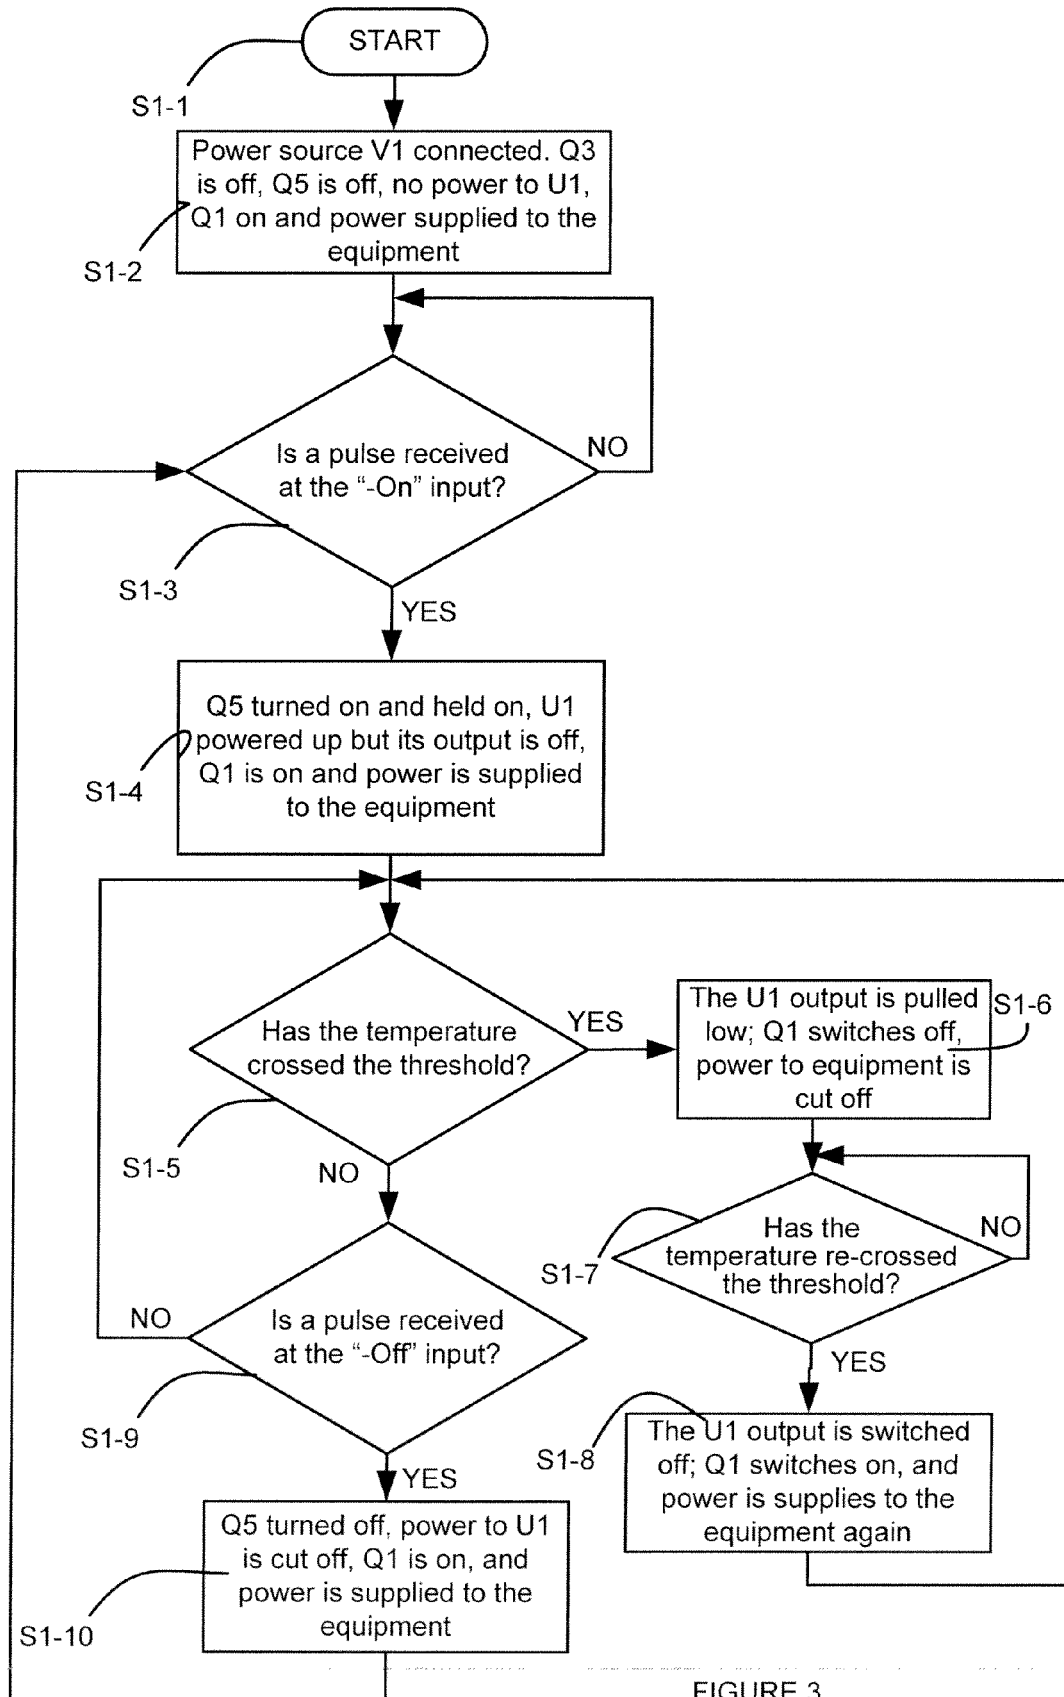 START
S1-1
Power source V1 connected. Q3
is off, Q5 is off, no power to U1,
Q1 on and power supplied to the
equipment
S1-2
NO
Is a pulse received
at the “-On” input?
S1-3
YES
Q5 turned on and held on, U1
powered up but its output is off,
Q1 is on and power is supplied
to the equipment
S1-4
Has the temperature
crossed the threshold?
YES
S1-5
NO
The U1 output is pulled
low; Q1 switches off,
power to equipment is
cut off
S1-6
Has the
temperature re-crossed
the threshold?
NO
S1-7
YES
The U1 output is switched
off; Q1 switches on, and
power is supplies to the
equipment again
S1-8
Is a pulse received
at the “-Off” input?
NO
S1-9
YES
Q5 turned off, power to U1
is cut off, Q1 is on, and
power is supplied to the
equipment
S1-10
FIGURE 3